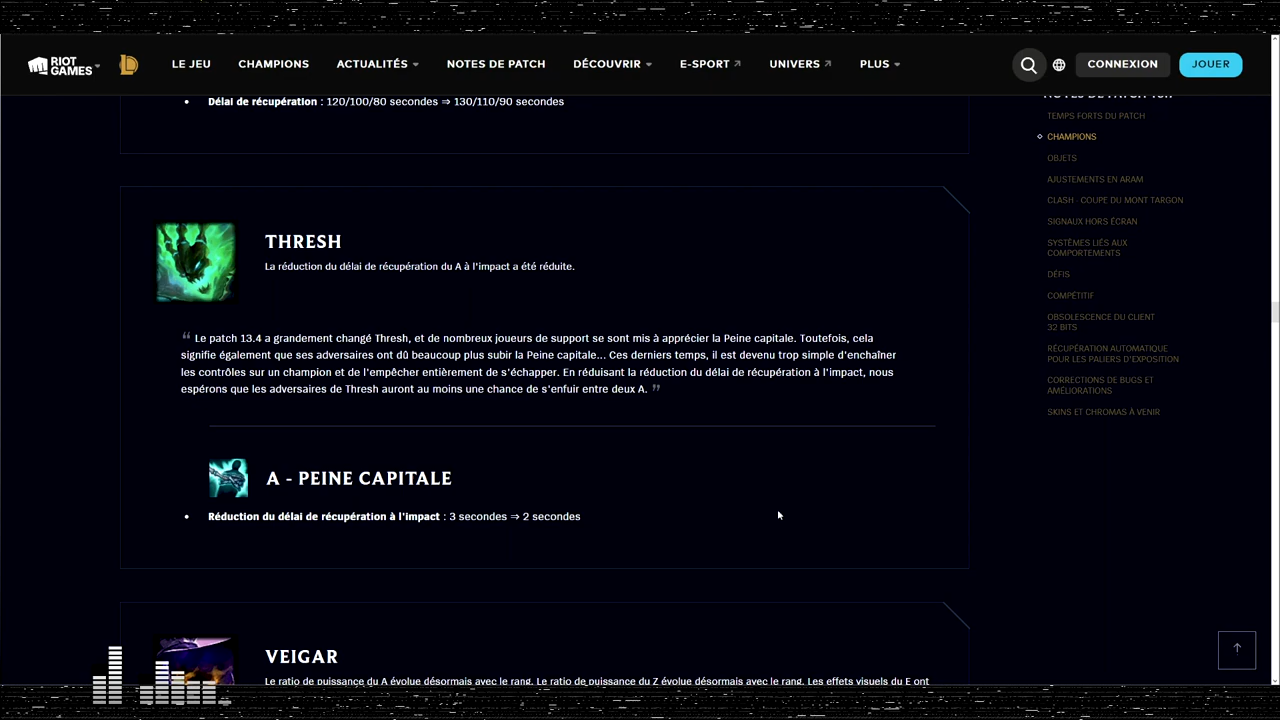 RIOT GAMES LE JEU CHAMPIONS ACTUALITÉS NOTES DE PATCH DÉCOUVRIR E-SPORT UNIVERS PLUS CONNEXION JOUER
• Délai de récupération : 120/100/80 secondes ⇒ 130/110/90 secondes
THRESH
La réduction du délai de récupération du A à l'impact a été réduite.
“ Le patch 13.4 a grandement changé Thresh, et de nombreux joueurs de support se sont mis à apprécier la Peine capitale. Toutefois, cela
signifie également que ses adversaires ont dû beaucoup plus subir la Peine capitale... Ces derniers temps, il est devenu trop simple d'enchaîner
les contrôles sur un champion et de l'empêcher entièrement de s'échapper. En réduisant la réduction du délai de récupération à l'impact, nous
espérons que les adversaires de Thresh auront au moins une chance de s'enfuir entre deux A. ”
A - PEINE CAPITALE
• Réduction du délai de récupération à l'impact : 3 secondes ⇒ 2 secondes
VEIGAR
Le ratio de puissance du A évolue désormais avec le rang. Le ratio de puissance du Z évolue désormais avec le rang. Les effets visuels du E ont
NOTES DE PATCH
TEMPS FORTS DU PATCH
CHAMPIONS
OBJETS
AJUSTEMENTS EN ARAM
CLASH - COUPE DU MONT TARGON
SIGNAUX HORS ÉCRAN
SYSTÈMES LIÉS AUX
COMPORTEMENTS
DÉFIS
COMPÉTITIF
OBSOLESCENCE DU CLIENT
32 BITS
RÉCUPÉRATION AUTOMATIQUE
POUR LES PALIERS D'EXPOSITION
CORRECTIONS DE BUGS ET
AMÉLIORATIONS
SKINS ET CHROMAS À VENIR